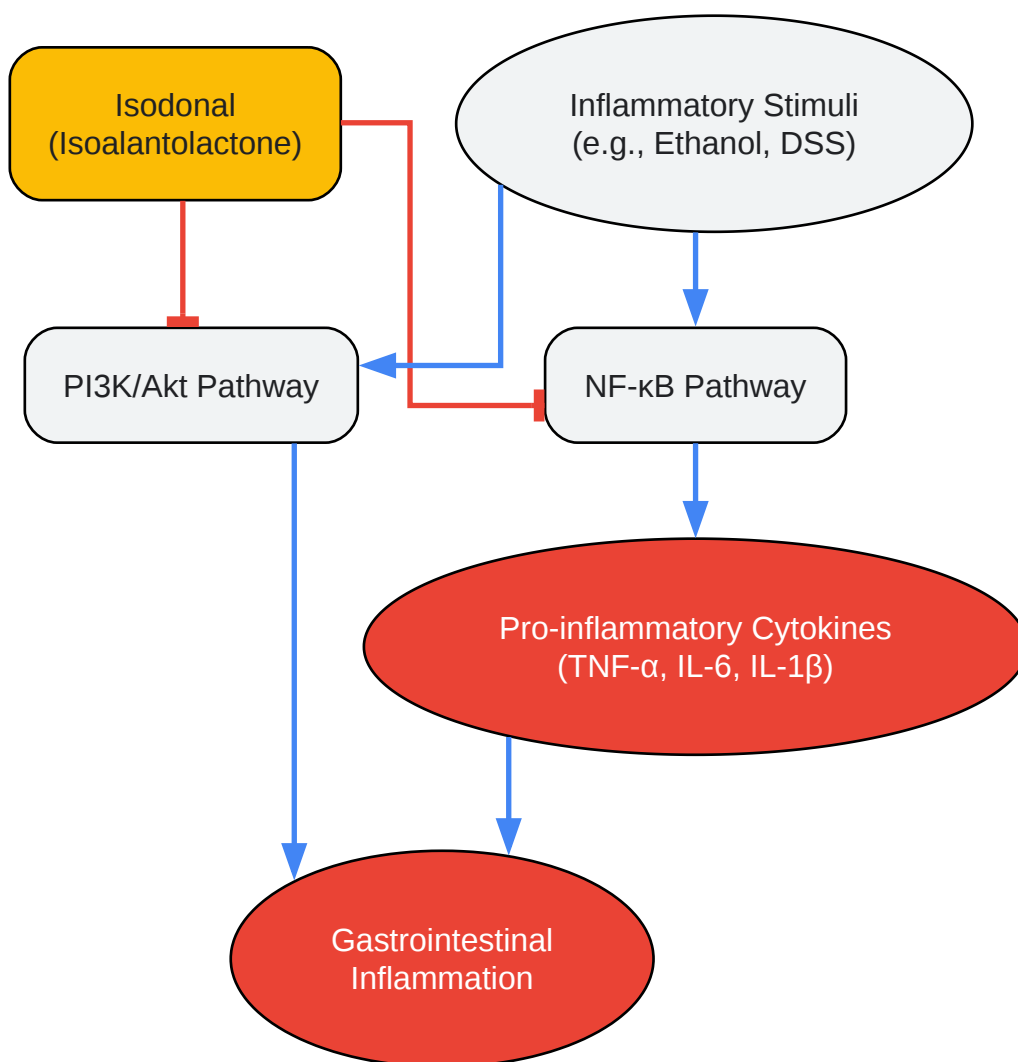 Isodonal
(Isoalantolactone)
Inflammatory Stimuli
(e.g., Ethanol, DSS)
PI3K/Akt Pathway
NF-κB Pathway
Pro-inflammatory Cytokines
(TNF-α, IL-6, IL-1β)
Gastrointestinal
Inflammation